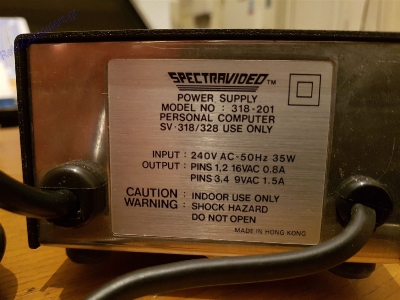 SPECTRAVIDEO™
POWER SUPPLY
MODEL NO : 318-201
PERSONAL COMPUTER
SV-318/328 USE ONLY
INPUT : 240V AC-50Hz 35W
OUTPUT : PINS 1,2 16VAC 0.8A
PINS 3.4 9VAC 1.5A
CAUTION : INDOOR USE ONLY
WARNING : SHOCK HAZARD
DO NOT OPEN
MADE IN HONG KONG